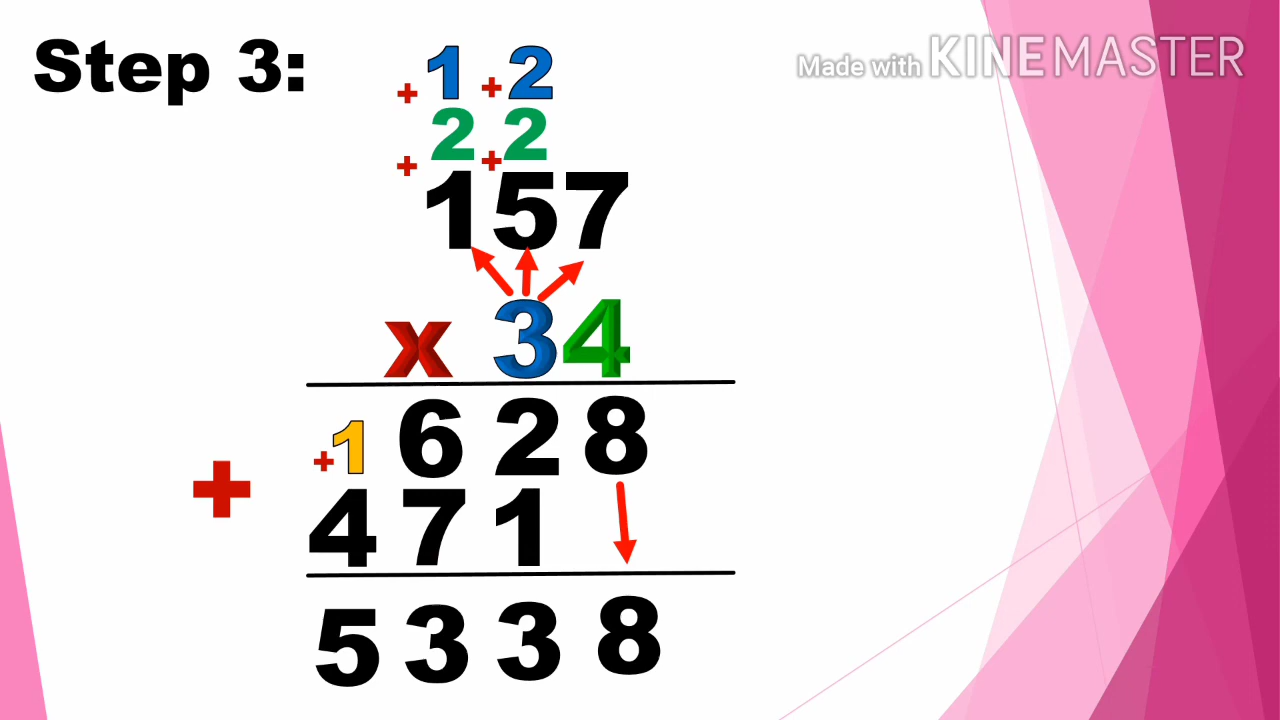 Step 3:
Made with KINEMASTER
+ 1 + 2
+ 2 + 2
157
x 34
+ 1 628
+ 471
5338